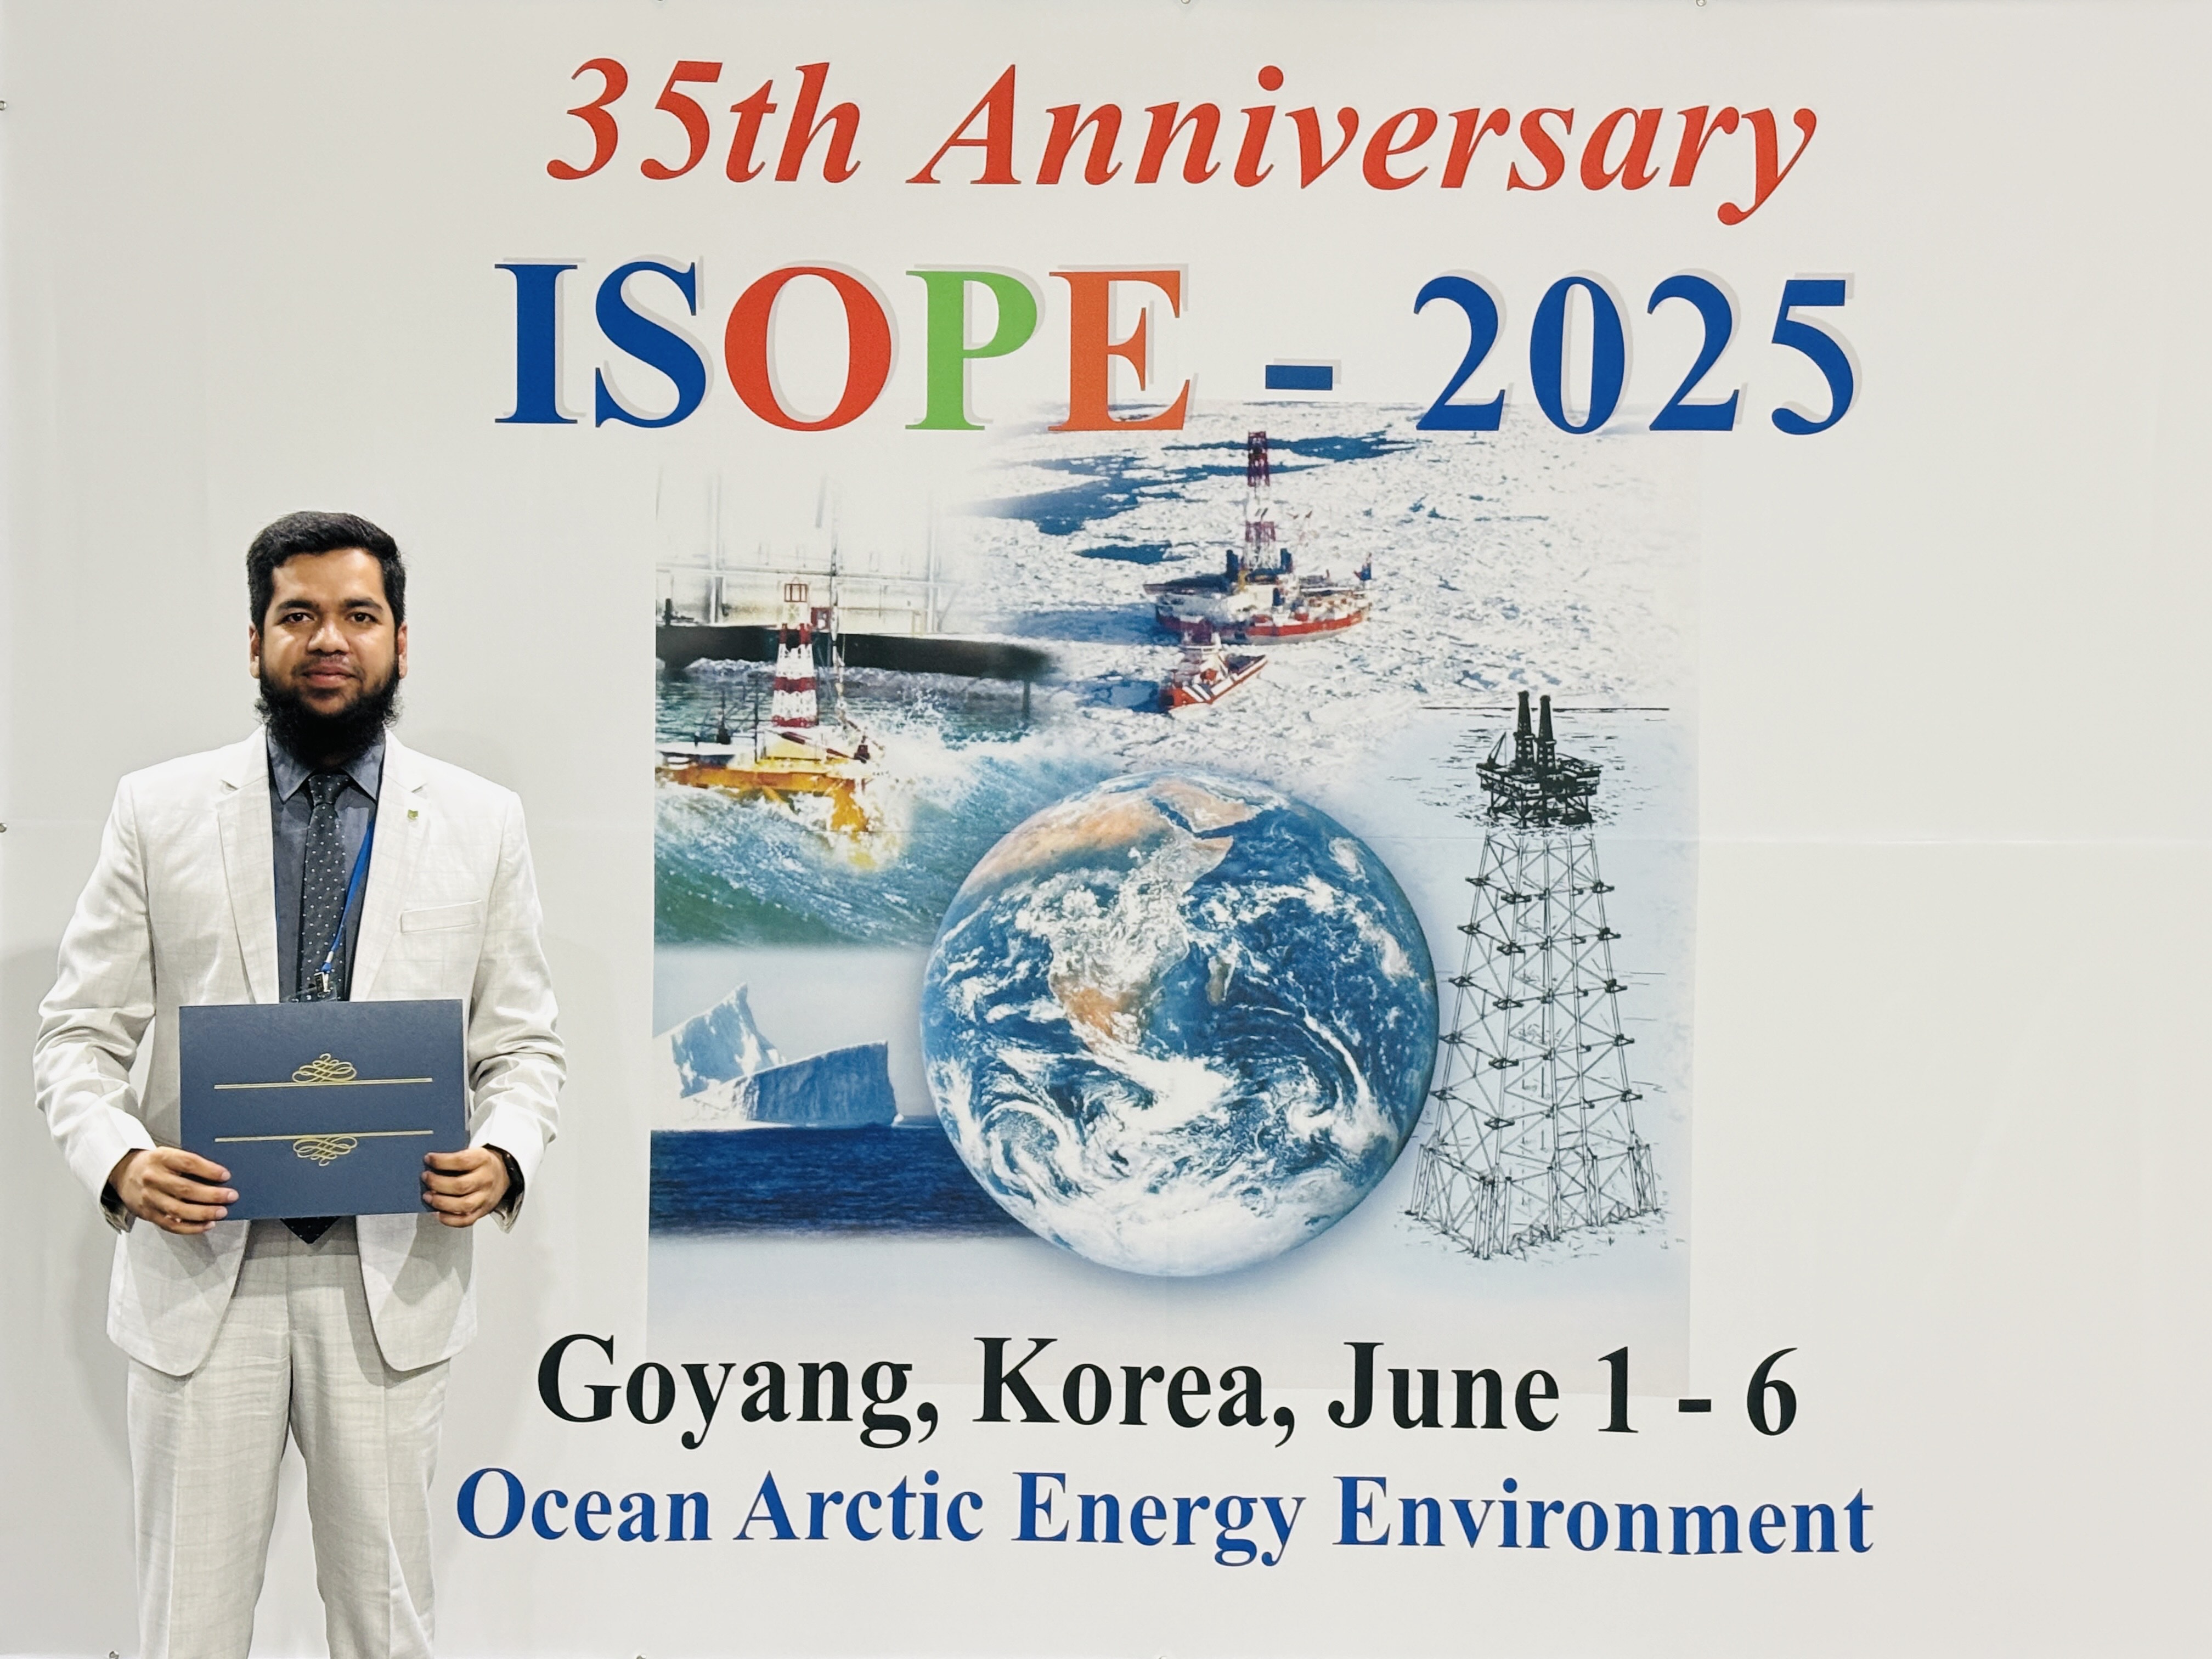 35th Anniversary
ISOPE - 2025
Goyang, Korea, June 1 - 6
Ocean Arctic Energy Environment